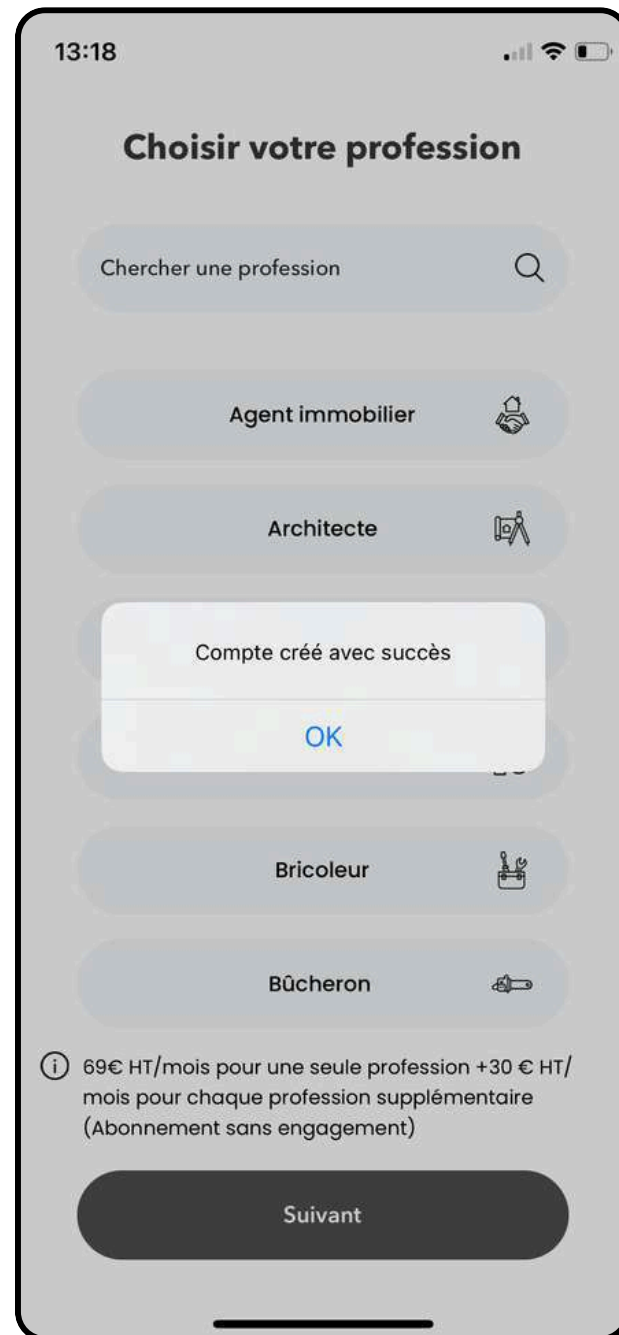 13:18
Choisir votre profession
Chercher une profession
Agent immobilier
Architecte
Compte créé avec succès
OK
Bricoleur
Bûcheron
69€ HT/mois pour une seule profession +30 € HT/
mois pour chaque profession supplémentaire
(Abonnement sans engagement)
Suivant